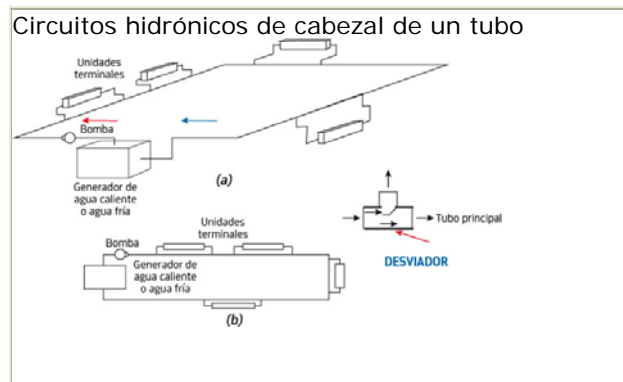 Circuitos hidrónicos de cabezal de un tubo
Unidades
terminales
Bomba
Generador de
agua caliente
o agua fría
(a)
Tubo principal
DESVIADOR
Unidades
terminales
Bomba
Generador de
agua caliente
o agua fría
(b)